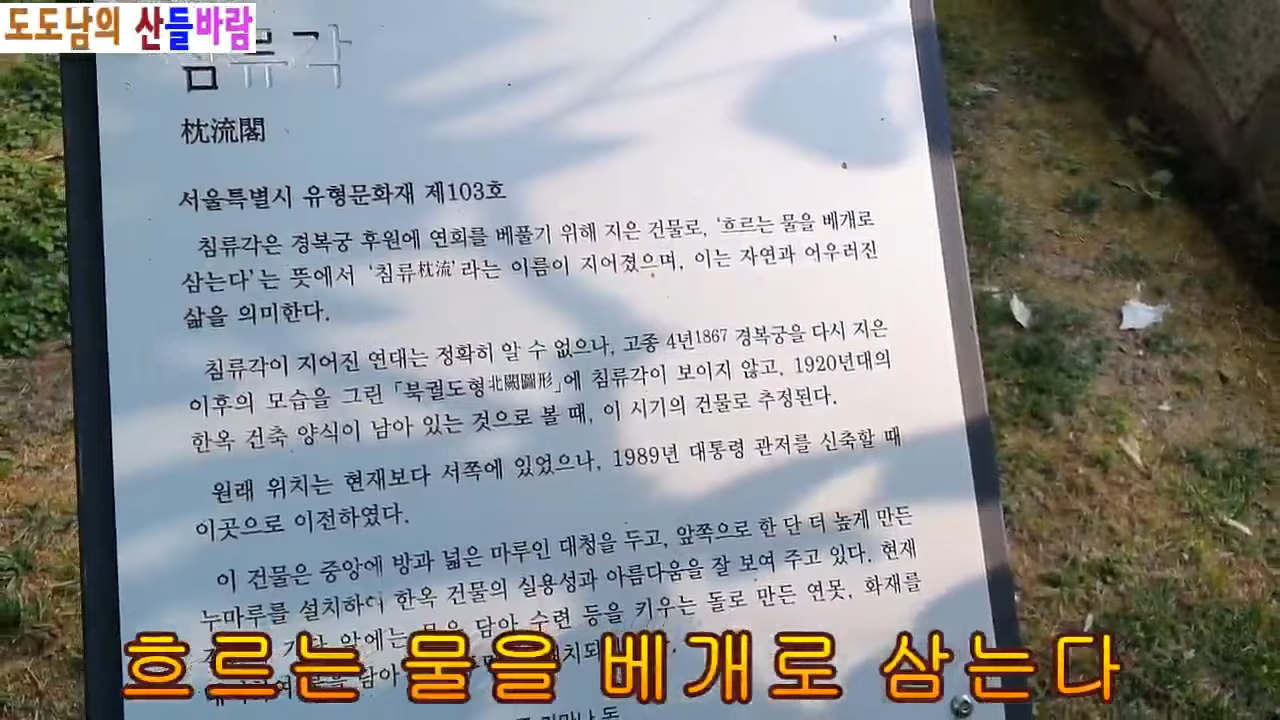 도도남의 산들바람
침류각
枕流閣
서울특별시 유형문화재 제103호
침류각은 경복궁 후원에 연회를 베풀기 위해 지은 건물로, '흐르는 물을 베개로
삼는다'는 뜻에서 '침류枕流'라는 이름이 지어졌으며, 이는 자연과 어우러진
삶을 의미한다.
침류각이 지어진 연대는 정확히 알 수 없으나, 고종 4년1867 경복궁을 다시 지은
이후의 모습을 그린 「북궐도형北闕圖形」에 침류각이 보이지 않고, 1920년대의
한옥 건축 양식이 남아 있는 것으로 볼 때, 이 시기의 건물로 추정된다.
원래 위치는 현재보다 서쪽에 있었으나, 1989년 대통령 관저를 신축할 때
이곳으로 이전하였다.
이 건물은 중앙에 방과 넓은 마루인 대청을 두고, 앞쪽으로 한 단 더 높게 만든
누마루를 설치하여 한옥 건물의 실용성과 아름다움을 잘 보여 주고 있다. 현재
앞에는 물을 담아 수련 등을 키우는 돌로 만든 연못, 화재를
흐르는 물을 베개로 삼는다